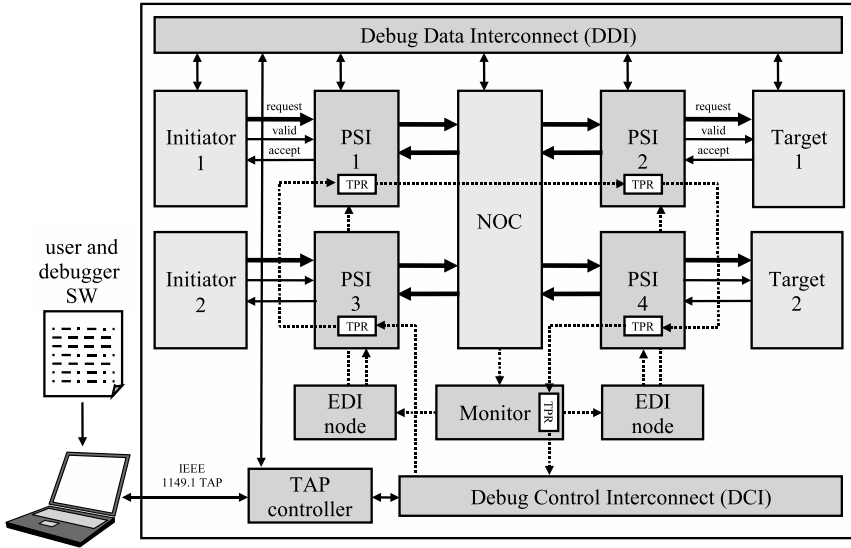 Debug Data Interconnect (DDI)
Initiator
1
request
valid
accept
PSI
1
TPR
NOC
PSI
2
TPR
request
valid
accept
Target
1
user and
debugger
SW
Initiator
2
PSI
3
TPR
PSI
4
TPR
Target
2
EDI
node
Monitor
TPR
EDI
node
IEEE
1149.1 TAP
TAP
controller
Debug Control Interconnect (DCI)